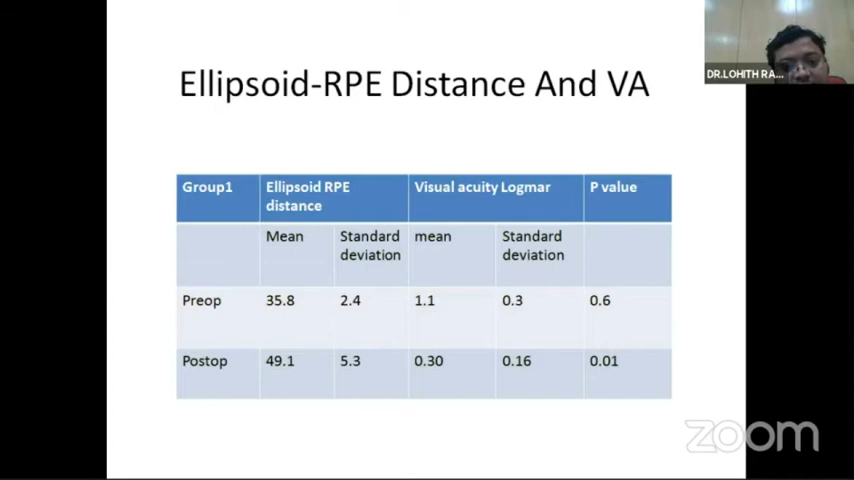 DR.LOHITH RA...
Ellipsoid-RPE Distance And VA
Group1 Ellipsoid RPE distance Visual acuity Logmar P value
Mean Standard deviation mean Standard deviation
Preop 35.8 2.4 1.1 0.3 0.6
Postop 49.1 5.3 0.30 0.16 0.01
zoom